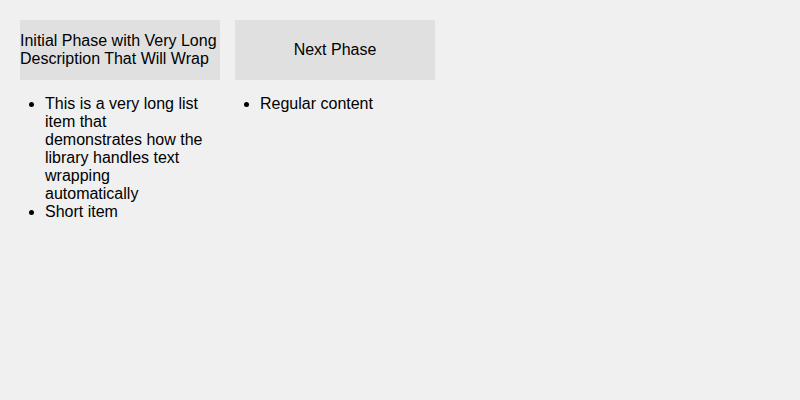 Initial Phase with Very Long
Description That Will Wrap
Next Phase
This is a very long list
item that
demonstrates how the
library handles text
wrapping
automatically
Short item
Regular content